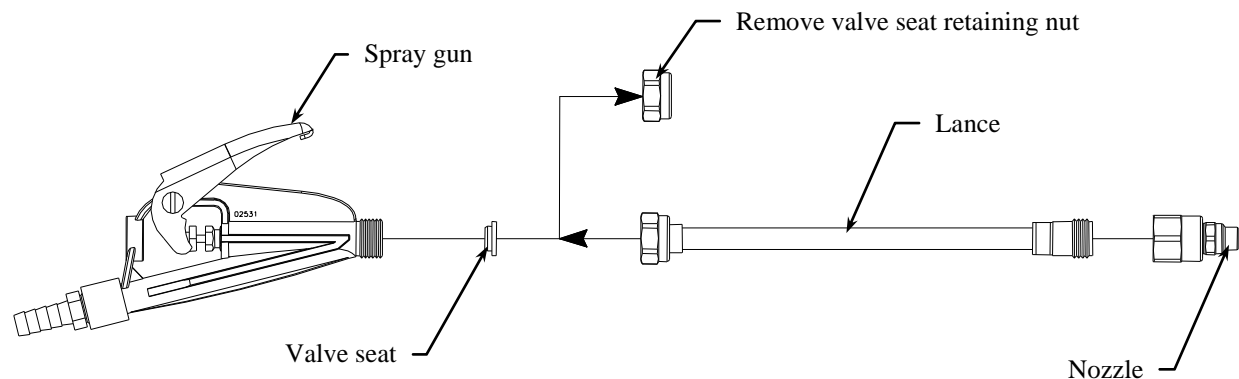 Remove valve seat retaining nut
Spray gun
Lance
02531
Valve seat
Nozzle